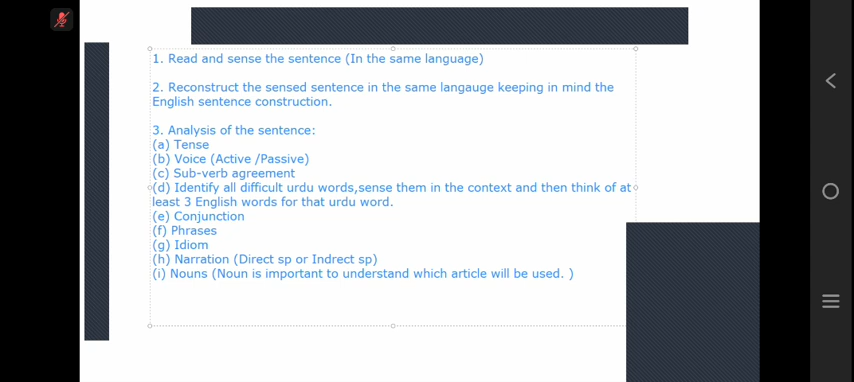 1. Read and sense the sentence (In the same language)
2. Reconstruct the sensed sentence in the same langauge keeping in mind the
English sentence construction.
3. Analysis of the sentence:
(a) Tense
(b) Voice (Active /Passive)
(c) Sub-verb agreement
(d) Identify all difficult urdu words,sense them in the context and then think of at
least 3 English words for that urdu word.
(e) Conjunction
(f) Phrases
(g) Idiom
(h) Narration (Direct sp or Indrect sp)
(i) Nouns (Noun is important to understand which article will be used. )